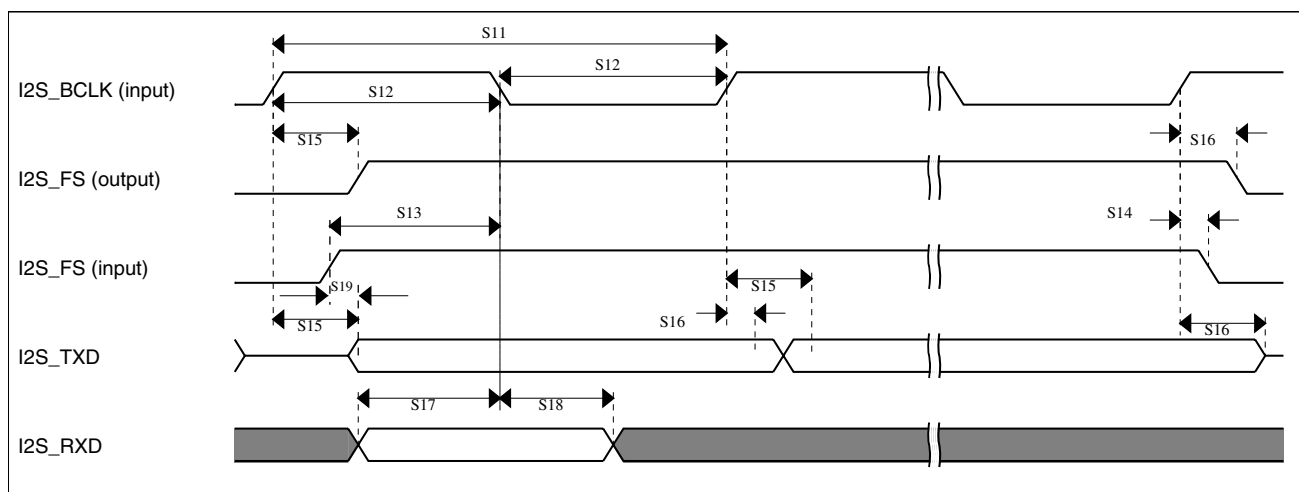 S11
I2S_BCLK (input)
S12
S12
S15
S16
I2S_FS (output)
S13
S14
I2S_FS (input)
S19
S15
S15
S16
S16
I2S_TXD
S17
S18
I2S_RXD